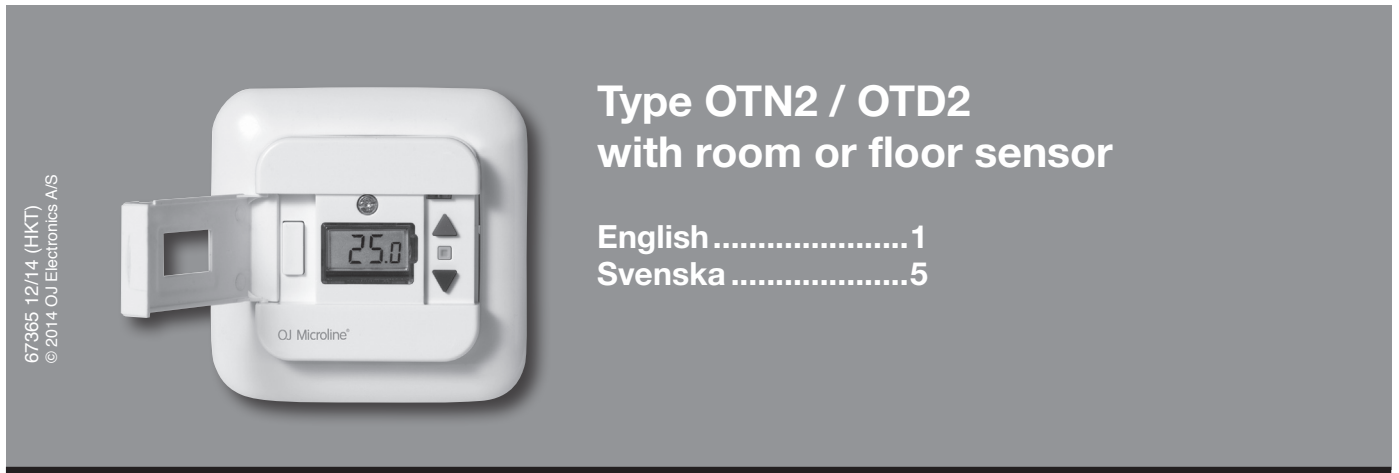 67365 12/14 (HKT)
© 2014 OJ Electronics A/S
25.0
OJ Microline®
Type OTN2 / OTD2
with room or floor sensor
English ......................1
Svenska ....................5